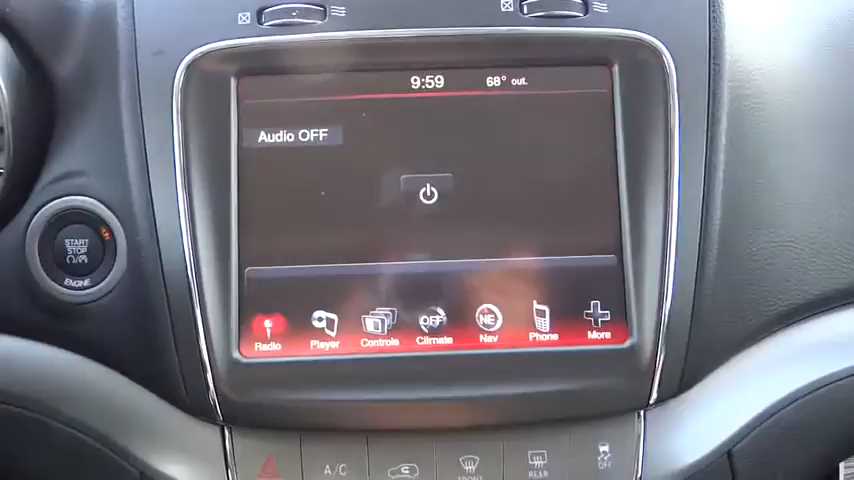 9:59 68° out.
Audio OFF
START
STOP
ENGINE
OFF NE
Radio Player Controls Climate Nav Phone More
A/C FRONT REAR OFF